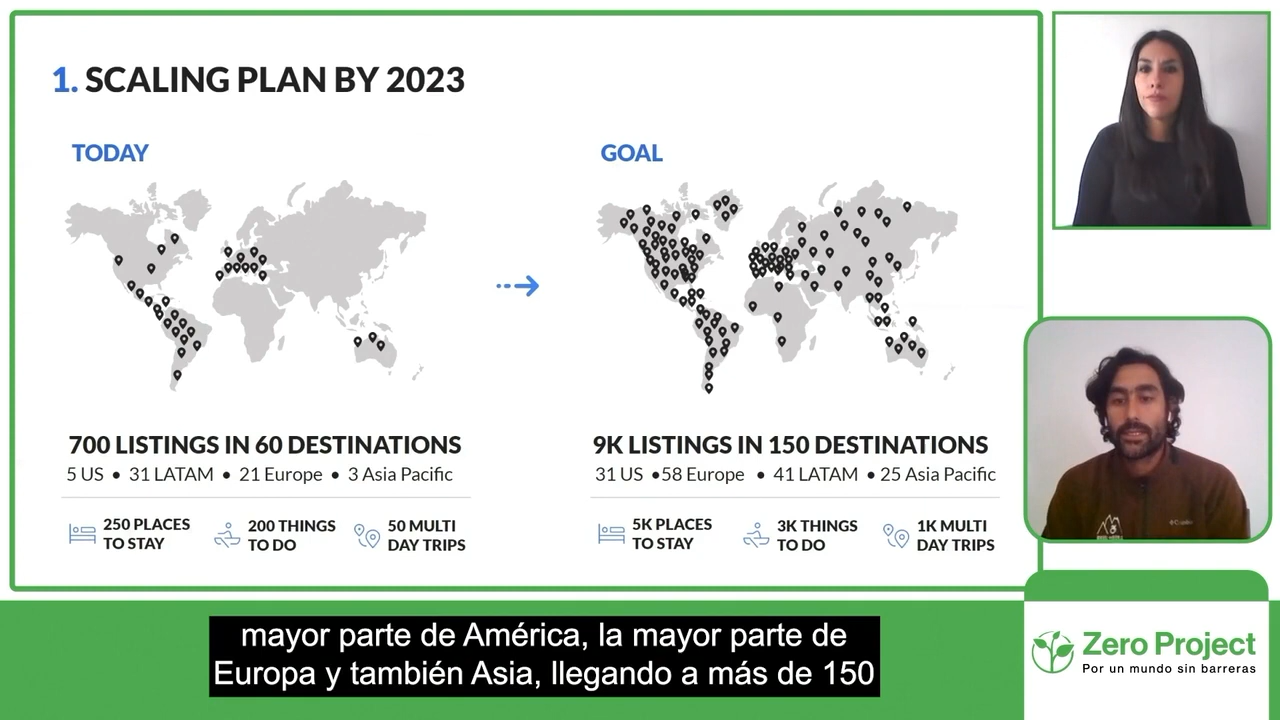 1. SCALING PLAN BY 2023
TODAY
700 LISTINGS IN 60 DESTINATIONS
5 US • 31 LATAM • 21 Europe • 3 Asia Pacific
250 PLACES
TO STAY
200 THINGS
TO DO
50 MULTI
DAY TRIPS
GOAL
9K LISTINGS IN 150 DESTINATIONS
31 US •58 Europe • 41 LATAM • 25 Asia Pacific
5K PLACES
TO STAY
3K THINGS
TO DO
1K MULTI
DAY TRIPS
Columbia
mayor parte de América, la mayor parte de
Europa y también Asia, llegando a más de 150
Zero Project
Por un mundo sin barreras